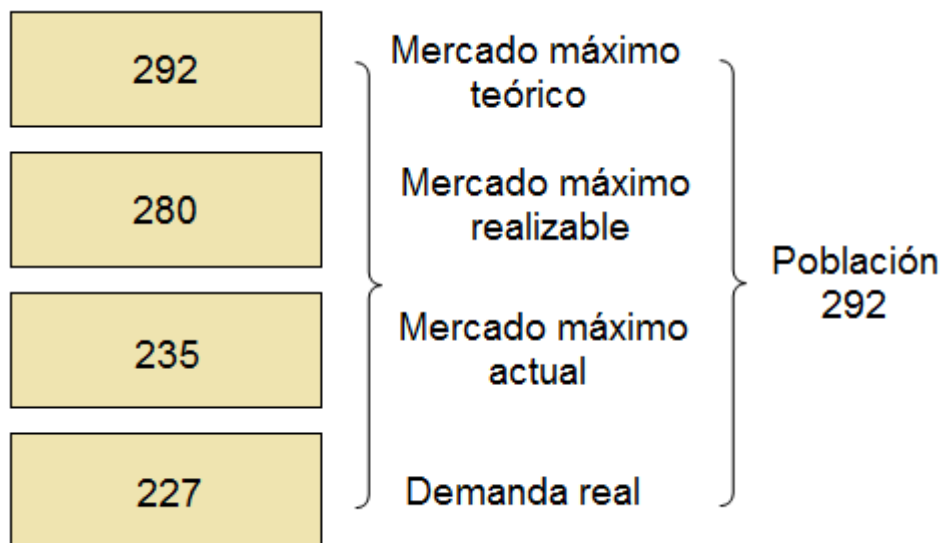 292
Mercado máximo
teórico
280
Mercado máximo
realizable
Población
292
235
Mercado máximo
actual
227
Demanda real